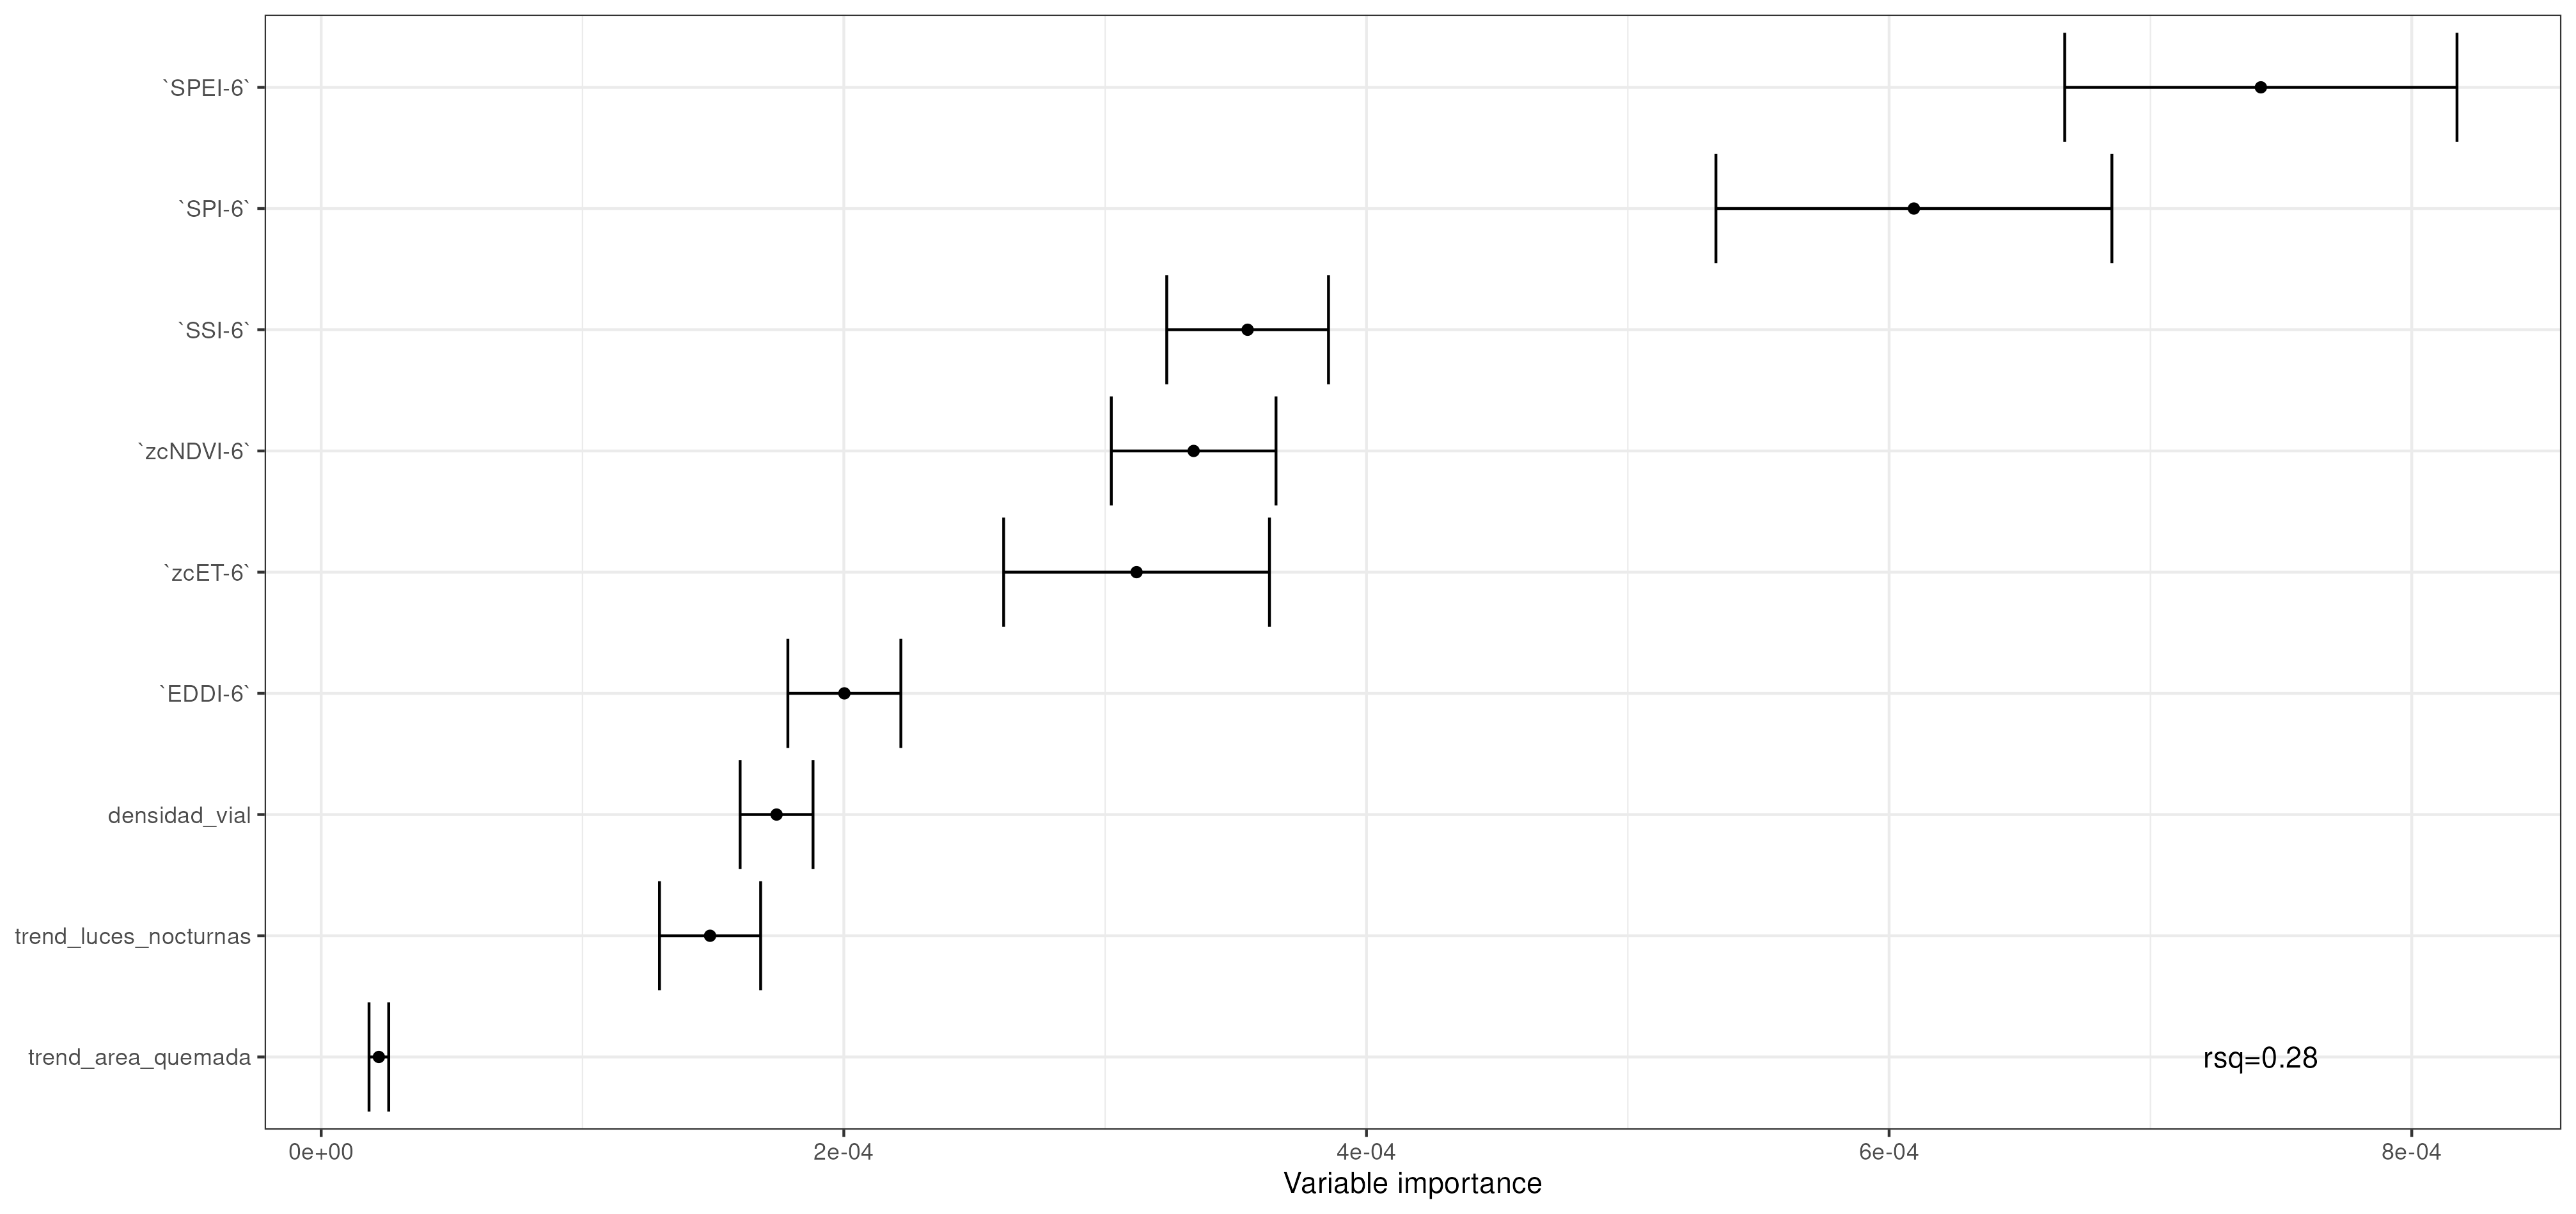 `SPEI-6`
`SPI-6`
`SSI-6`
`zcNDVI-6`
`zcET-6`
`EDDI-6`
densidad_vial
trend_luces_nocturnas
trend_area_quemada
rsq=0.28
0e+00 2e-04 4e-04 6e-04 8e-04
Variable importance